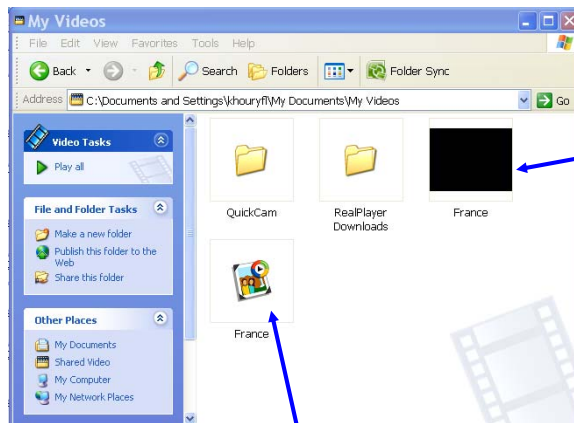 My Videos
File Edit View Favorites Tools Help
Back Search Folders Folder Sync
Address C:\Documents and Settings\khouryfl\My Documents\My Videos Go
Video Tasks
Play all
File and Folder Tasks
Make a new folder
Publish this folder to the
Web
Share this folder
Other Places
My Documents
Shared Video
My Computer
My Network Places
QuickCam
RealPlayer
Downloads
France
France